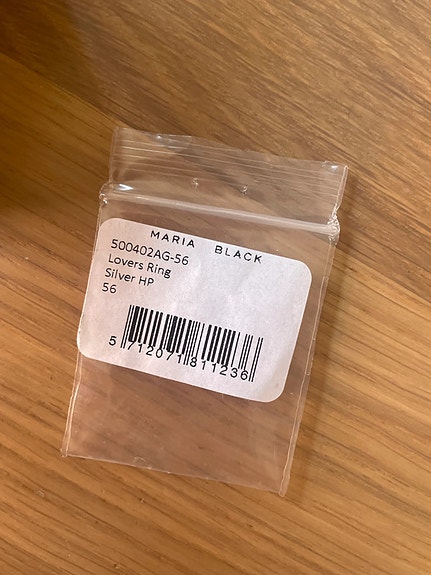 MARIA BLACK
500402AG-56
Lovers Ring
Silver HP
56
5 712071 811236